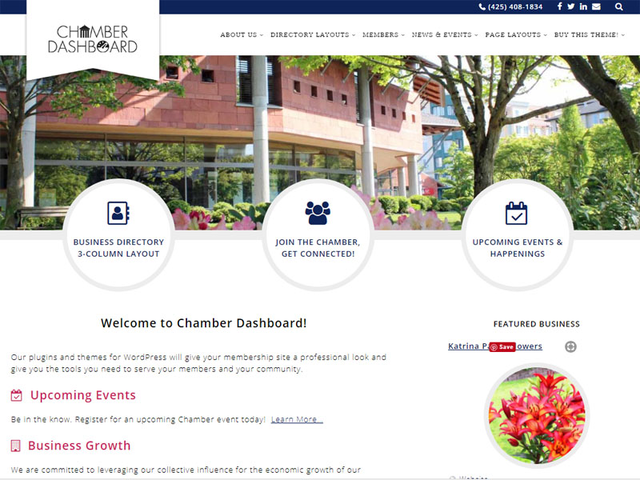 (425) 408-1834
CHAMBER
DASHBOARD
ABOUT US DIRECTORY LAYOUTS MEMBERS NEWS & EVENTS PAGE LAYOUTS BUY THIS THEME!
BUSINESS DIRECTORY
3-COLUMN LAYOUT
JOIN THE CHAMBER,
GET CONNECTED!
UPCOMING EVENTS &
HAPPENINGS
Welcome to Chamber Dashboard!
Our plugins and themes for WordPress will give your membership site a professional look and
give you the tools you need to serve your members and your community.
Upcoming Events
Be in the know. Register for an upcoming Chamber event today! Learn More...
Business Growth
We are committed to leveraging our collective influence for the economic growth of our
FEATURED BUSINESS
Katrina
Save